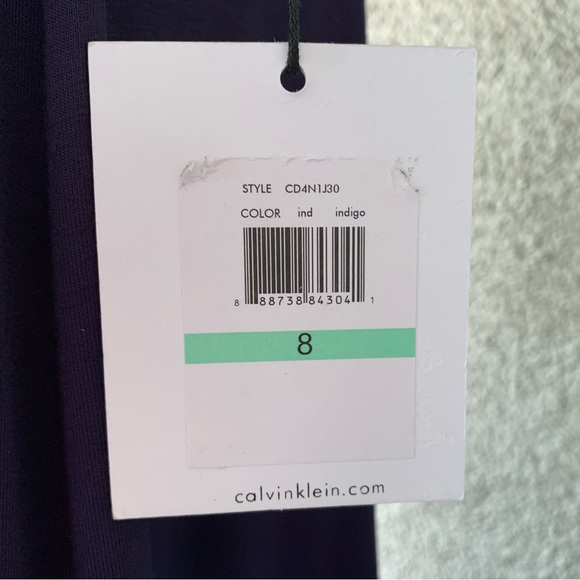 STYLE CD4N1J30
COLOR ind indigo
8 88738 84304 1
8
calvinklein.com